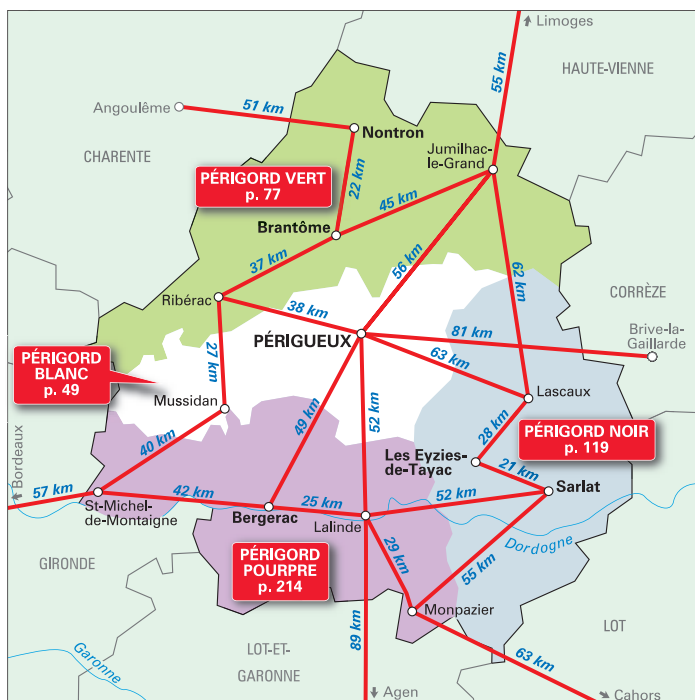 Limoges
HAUTE-VIENNE
55 km
Angoulême
51 km
Nontron
CHARENTE
Jumilhac-
le-Grand
PÉRIGORD VERT
p. 77
22 km
45 km
Brantôme
37 km
56 km
62 km
CORRÈZE
Ribérac
38 km
PÉRIGUEUX
81 km
Brive-la-
Gaillarde
27 km
63 km
PÉRIGORD
BLANC
p. 49
Mussidan
Lascaux
49 km
52 km
28 km
PÉRIGORD NOIR
p. 119
40 km
Bordeaux
Les Eyzies-
de-Tayac
21 km
Sarlat
57 km
42 km
25 km
52 km
St-Michel-
de-Montaigne
Bergerac
Lalinde
Dordogne
GIRONDE
PÉRIGORD
POURPRE
p. 214
29 km
55 km
Monpazier
LOT
Garonne
LOT-ET-
GARONNE
89 km
63 km
Agen
Cahors